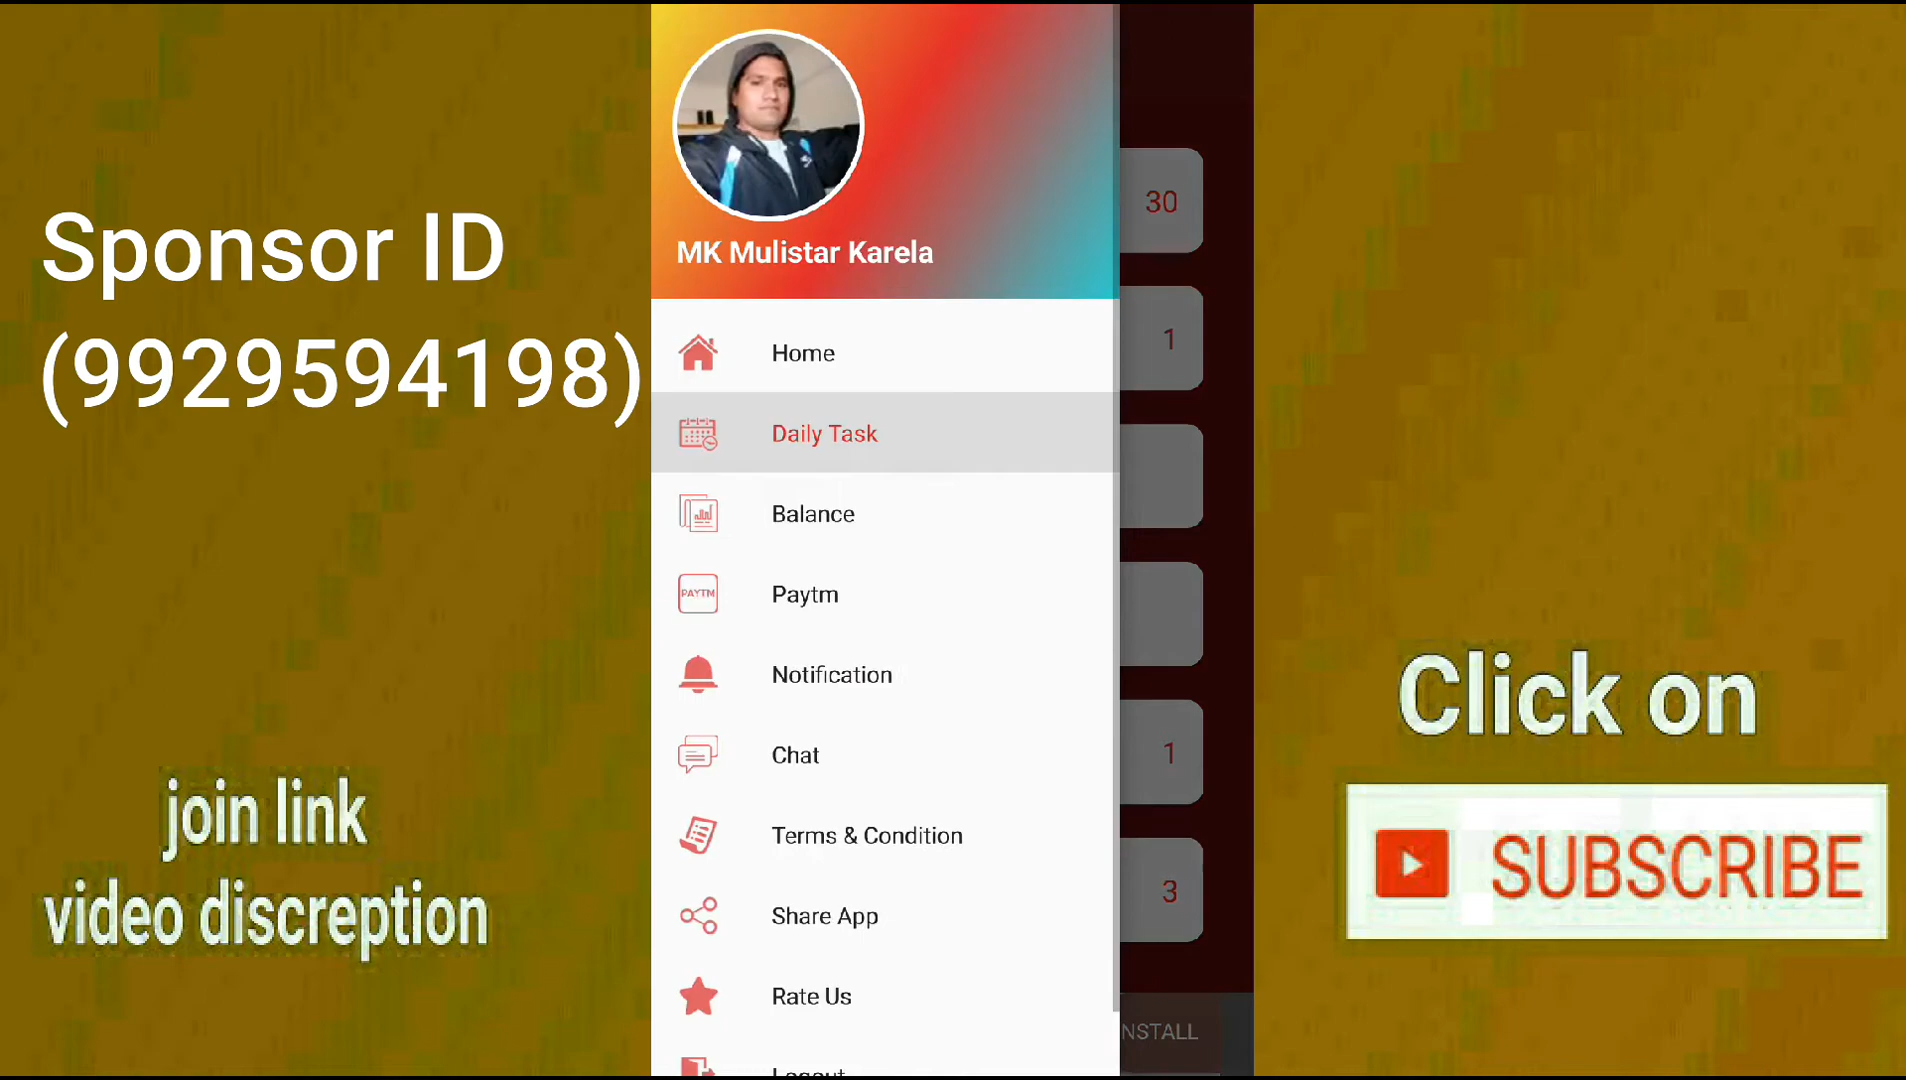 Sponsor ID
(9929594198)
join link
video discreption
MK Mulistar Karela
Home
Daily Task
Balance
PAYTM
Paytm
Notification
Chat
Terms & Condition
Share App
Rate Us
Logout
30
1
1
3
NSTALL
Click on
SUBSCRIBE